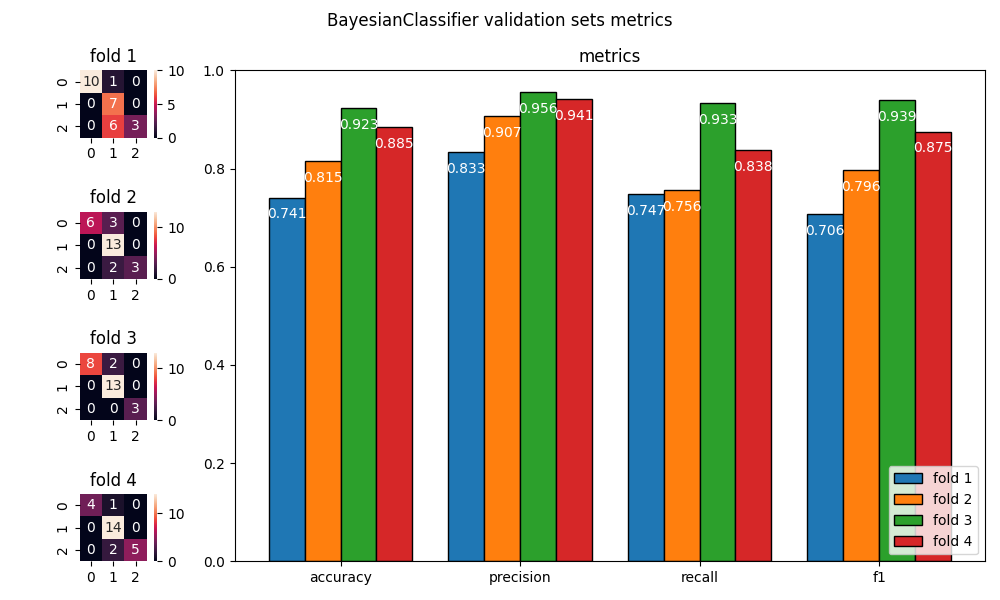 BayesianClassifier validation sets metrics
fold 1
0 10 1 0
1 0 7 0
2 0 6 3
0 1 2
10
5
0
fold 2
0 6 3 0
1 0 13 0
2 0 2 3
0 1 2
10
0
fold 3
0 8 2 0
1 0 13 0
2 0 0 3
0 1 2
10
0
fold 4
0 4 1 0
1 0 14 0
2 0 2 5
0 1 2
10
0
metrics
1.0
0.8
0.6
0.4
0.2
0.0
0.741 0.815 0.923 0.885
0.833 0.907 0.956 0.941
0.747 0.756 0.933 0.838
0.706 0.796 0.939 0.875
accuracy precision recall f1
fold 1
fold 2
fold 3
fold 4